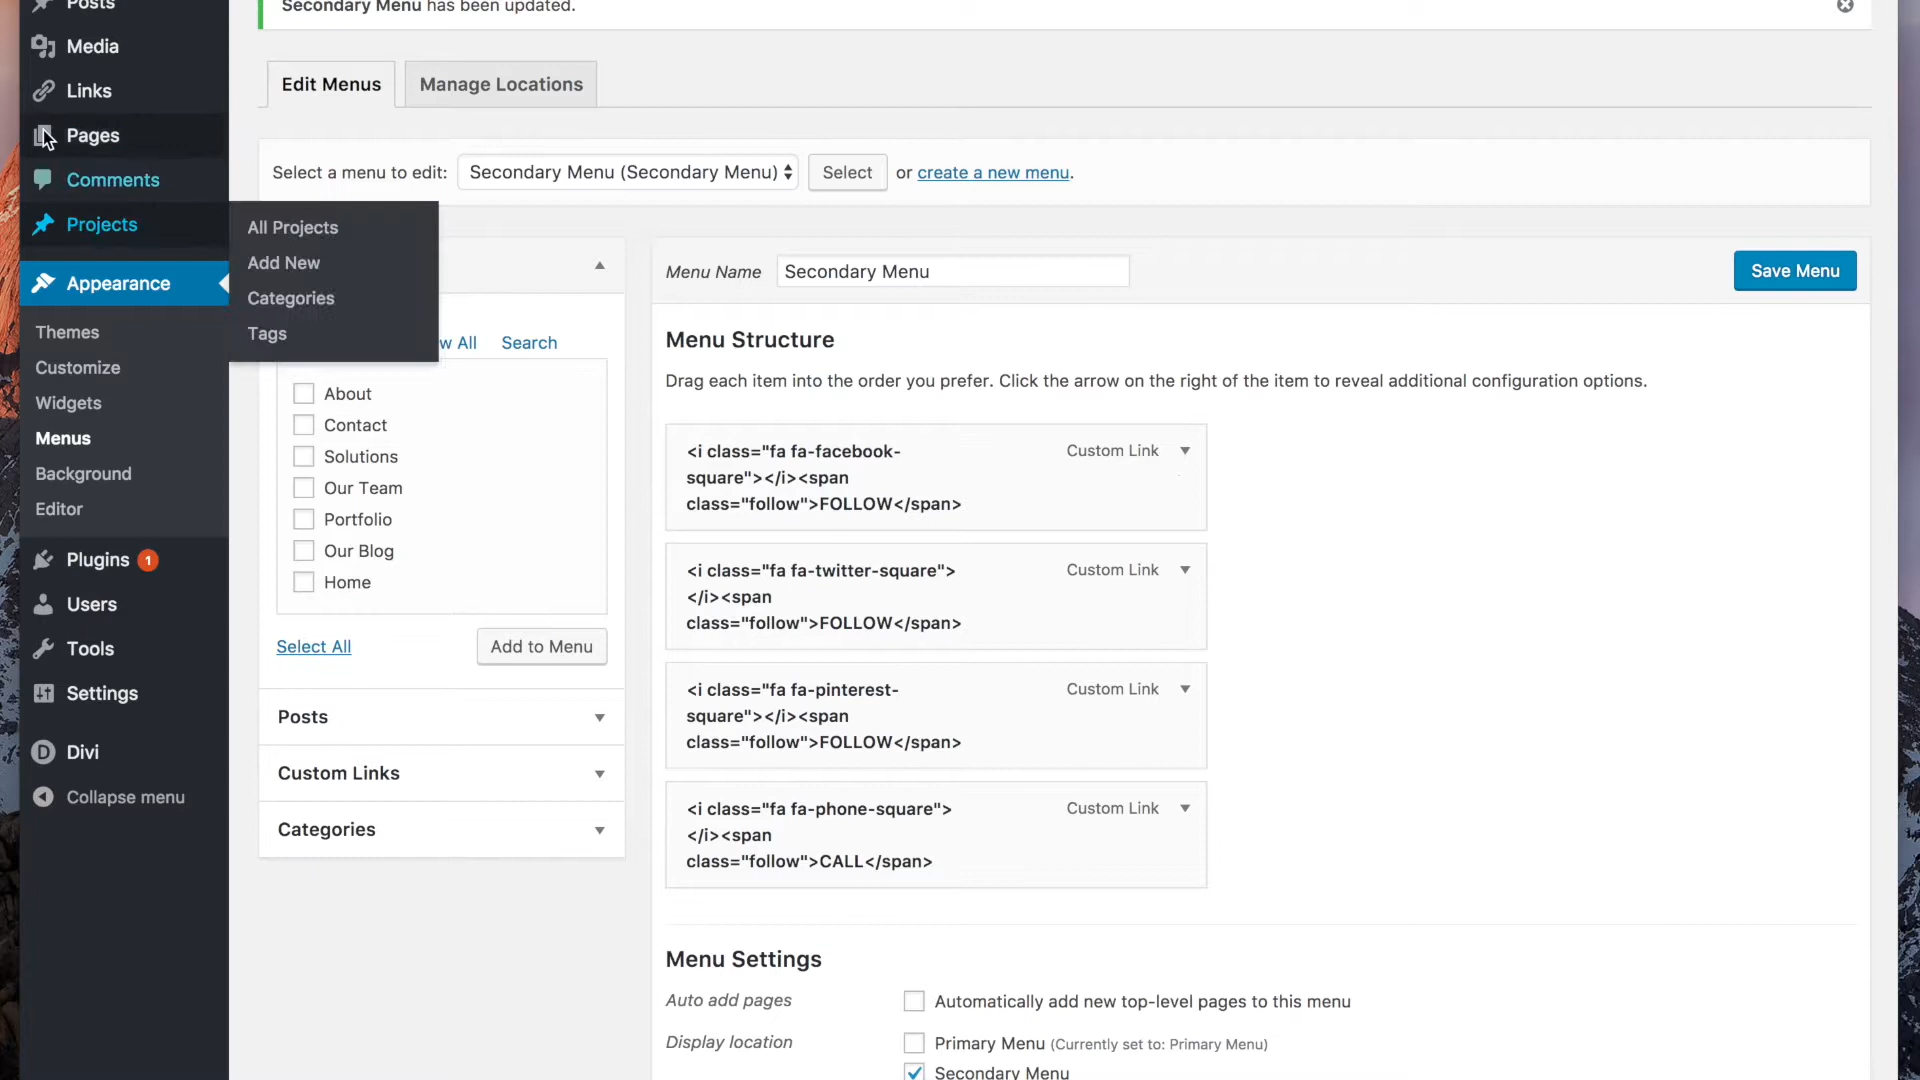 Posts
Media
Links
Pages
Comments
Projects
Appearance
Themes
Customize
Widgets
Menus
Background
Editor
Plugins 1
Users
Tools
Settings
Divi
Collapse menu
All Projects
Add New
Categories
Tags
Secondary Menu has been updated.
Edit Menus
Manage Locations
Select a menu to edit: Secondary Menu (Secondary Menu) Select or create a new menu.
w All Search
About
Contact
Solutions
Our Team
Portfolio
Our Blog
Home
Select All
Add to Menu
Posts
Custom Links
Categories
Menu Name Secondary Menu
Save Menu
Menu Structure
Drag each item into the order you prefer. Click the arrow on the right of the item to reveal additional configuration options.
<i class="fa fa-facebook- Custom Link
square"></i><span
class="follow">FOLLOW</span>
<i class="fa fa-twitter-square"> Custom Link
</i><span
class="follow">FOLLOW</span>
<i class="fa fa-pinterest- Custom Link
square"></i><span
class="follow">FOLLOW</span>
<i class="fa fa-phone-square"> Custom Link
</i><span
class="follow">CALL</span>
Menu Settings
Auto add pages Automatically add new top-level pages to this menu
Display location Primary Menu (Currently set to: Primary Menu)
Secondary Menu